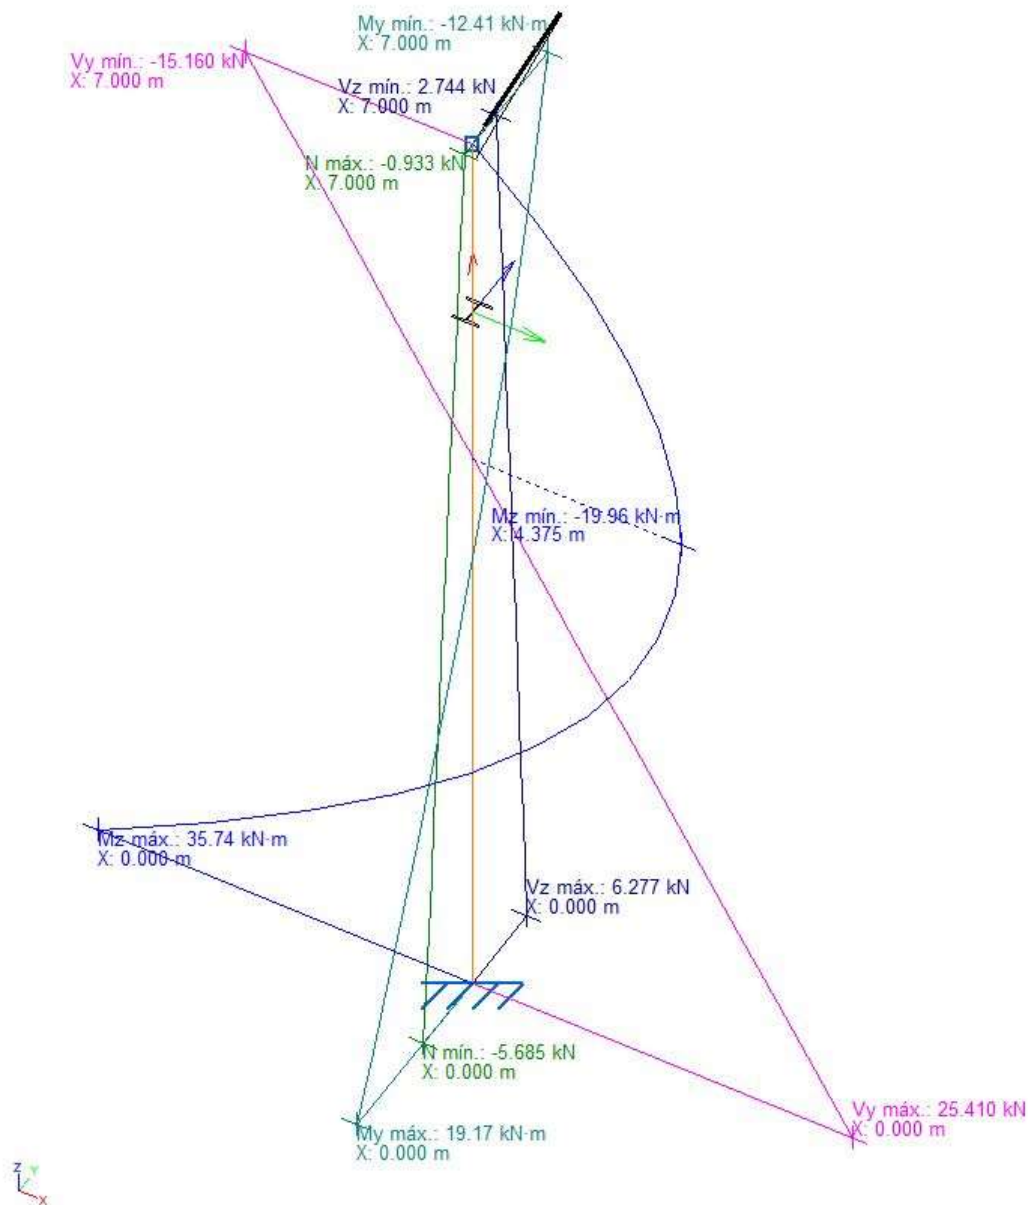 My mín.: -12.41 kN·m
X: 7.000 m
Vy mín.: -15.160 kN
X: 7.000 m
Vz mín.: 2.744 kN
X: 7.000 m
N máx.: -0.933 kN
X: 7.000 m
Mz mín.: -19.96 kN·m
X: 4.375 m
Mz máx.: 35.74 kN·m
X: 0.000 m
Vz máx.: 6.277 kN
X: 0.000 m
N mín.: -5.685 kN
X: 0.000 m
Vy máx.: 25.410 kN
X: 0.000 m
My máx.: 19.17 kN·m
X: 0.000 m
Z Y
X